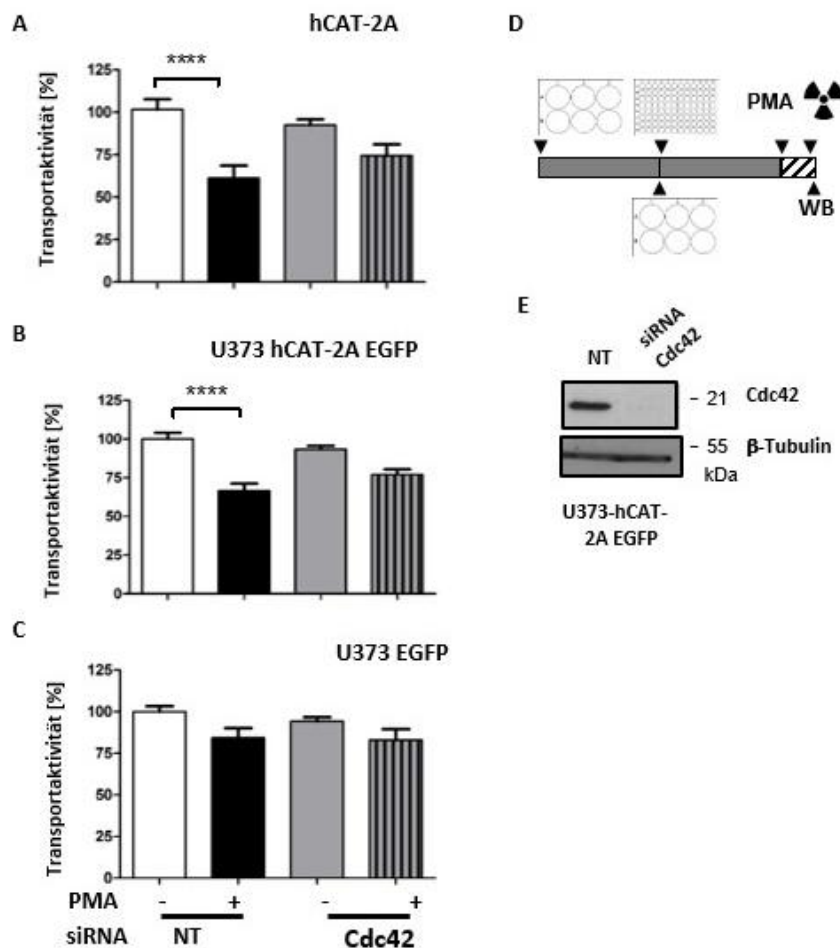 A
hCAT-2A
Transportaktivität [%]
125
100
75
50
25
0
****
B
U373 hCAT-2A EGFP
Transportaktivität [%]
125
100
75
50
25
0
****
C
U373 EGFP
Transportaktivität [%]
125
100
75
50
25
0
PMA - + - +
siRNA NT Cdc42
D
PMA
WB
E
NT
siRNA
Cdc42
- 21 Cdc42
- 55 β-Tubulin
kDa
U373-hCAT-
2A EGFP